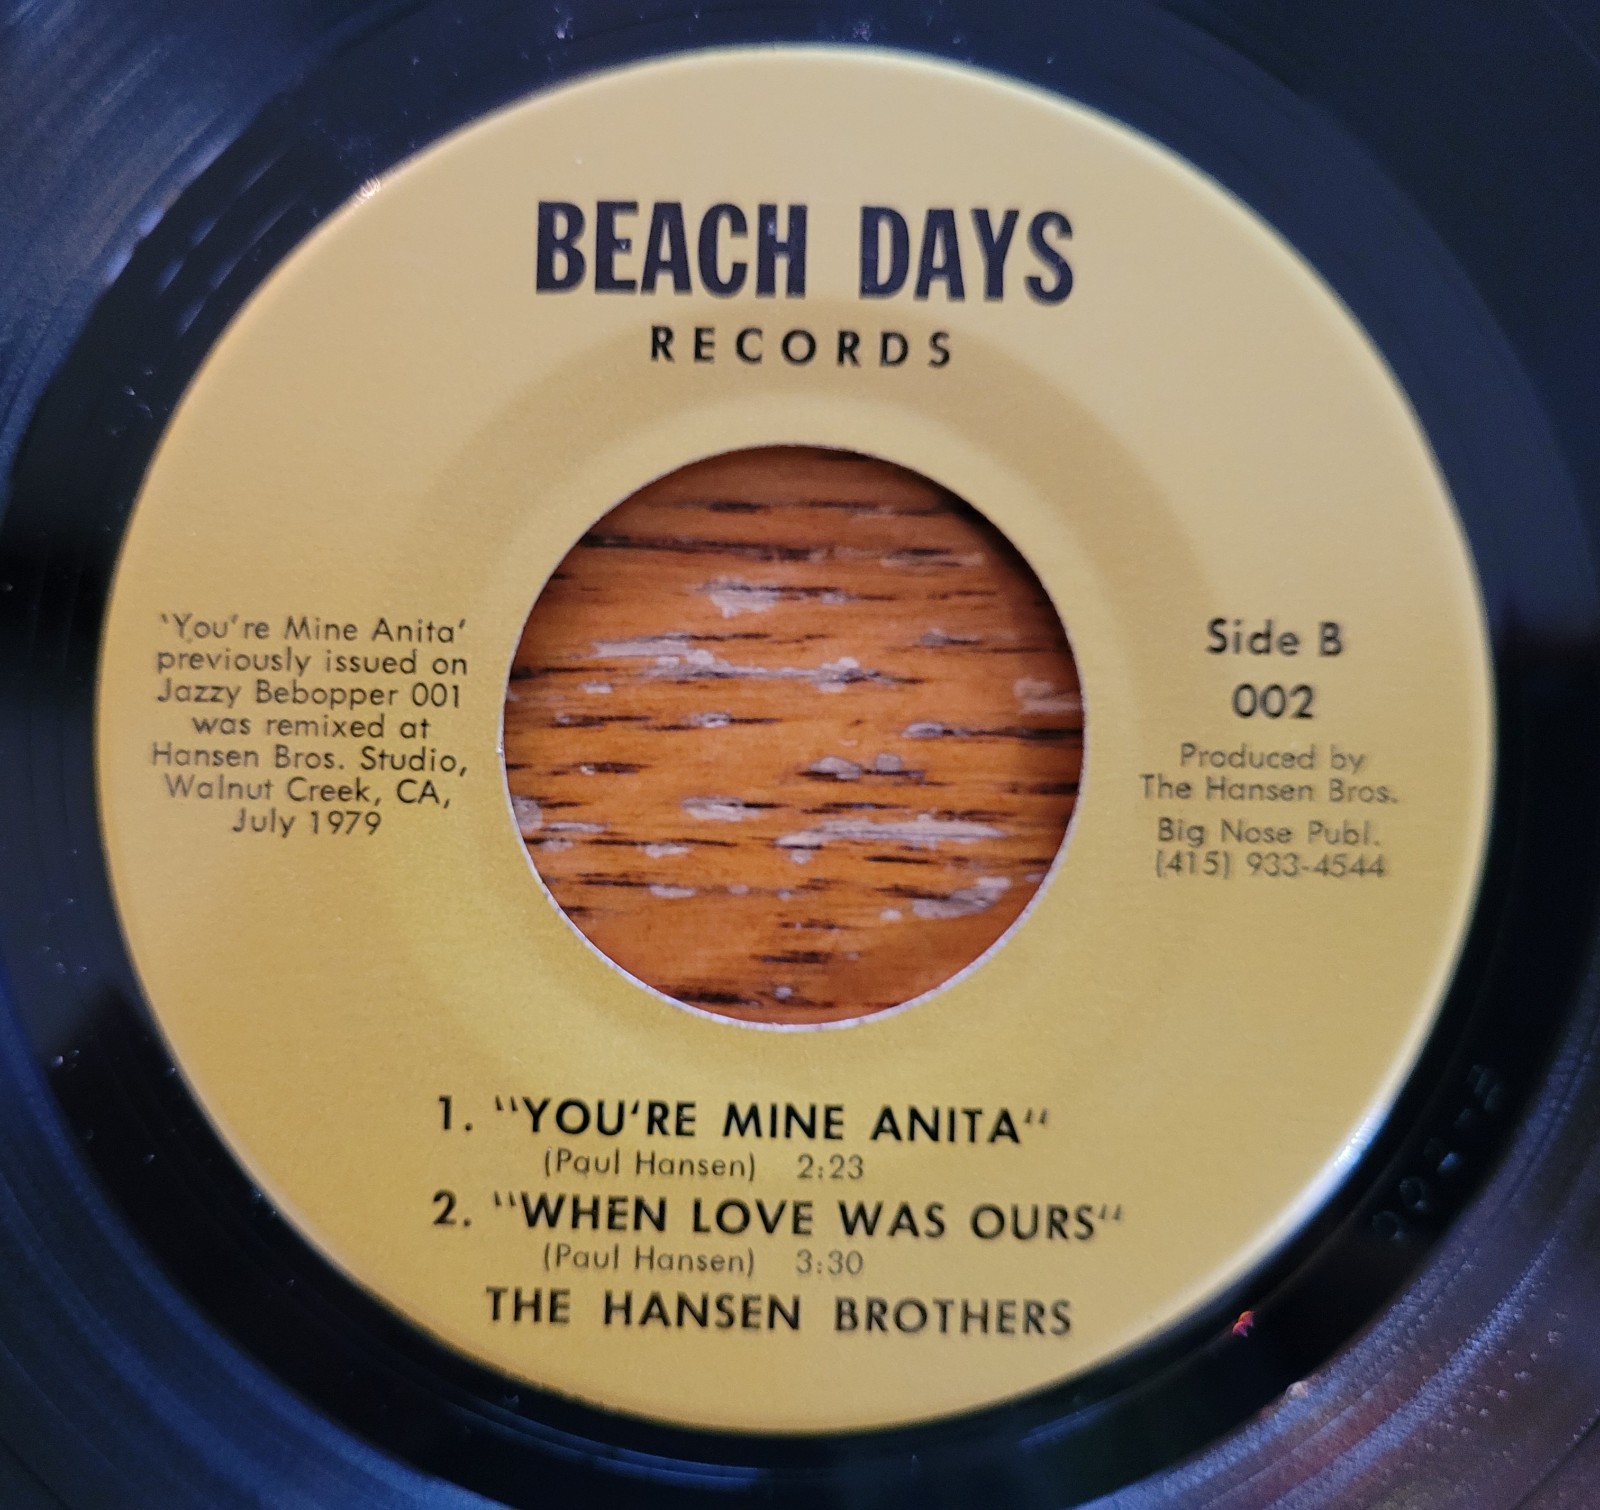 BEACH DAYS
RECORDS
'You're Mine Anita'
previously issued on
Jazzy Bebopper 001
was remixed at
Hansen Bros. Studio,
Walnut Creek, CA,
July 1979
Side B
002
Produced by
The Hansen Bros.
Big Nose Publ.
(415) 933-4544
1. "YOU'RE MINE ANITA"
(Paul Hansen) 2:23
2. "WHEN LOVE WAS OURS"
(Paul Hansen) 3:30
THE HANSEN BROTHERS